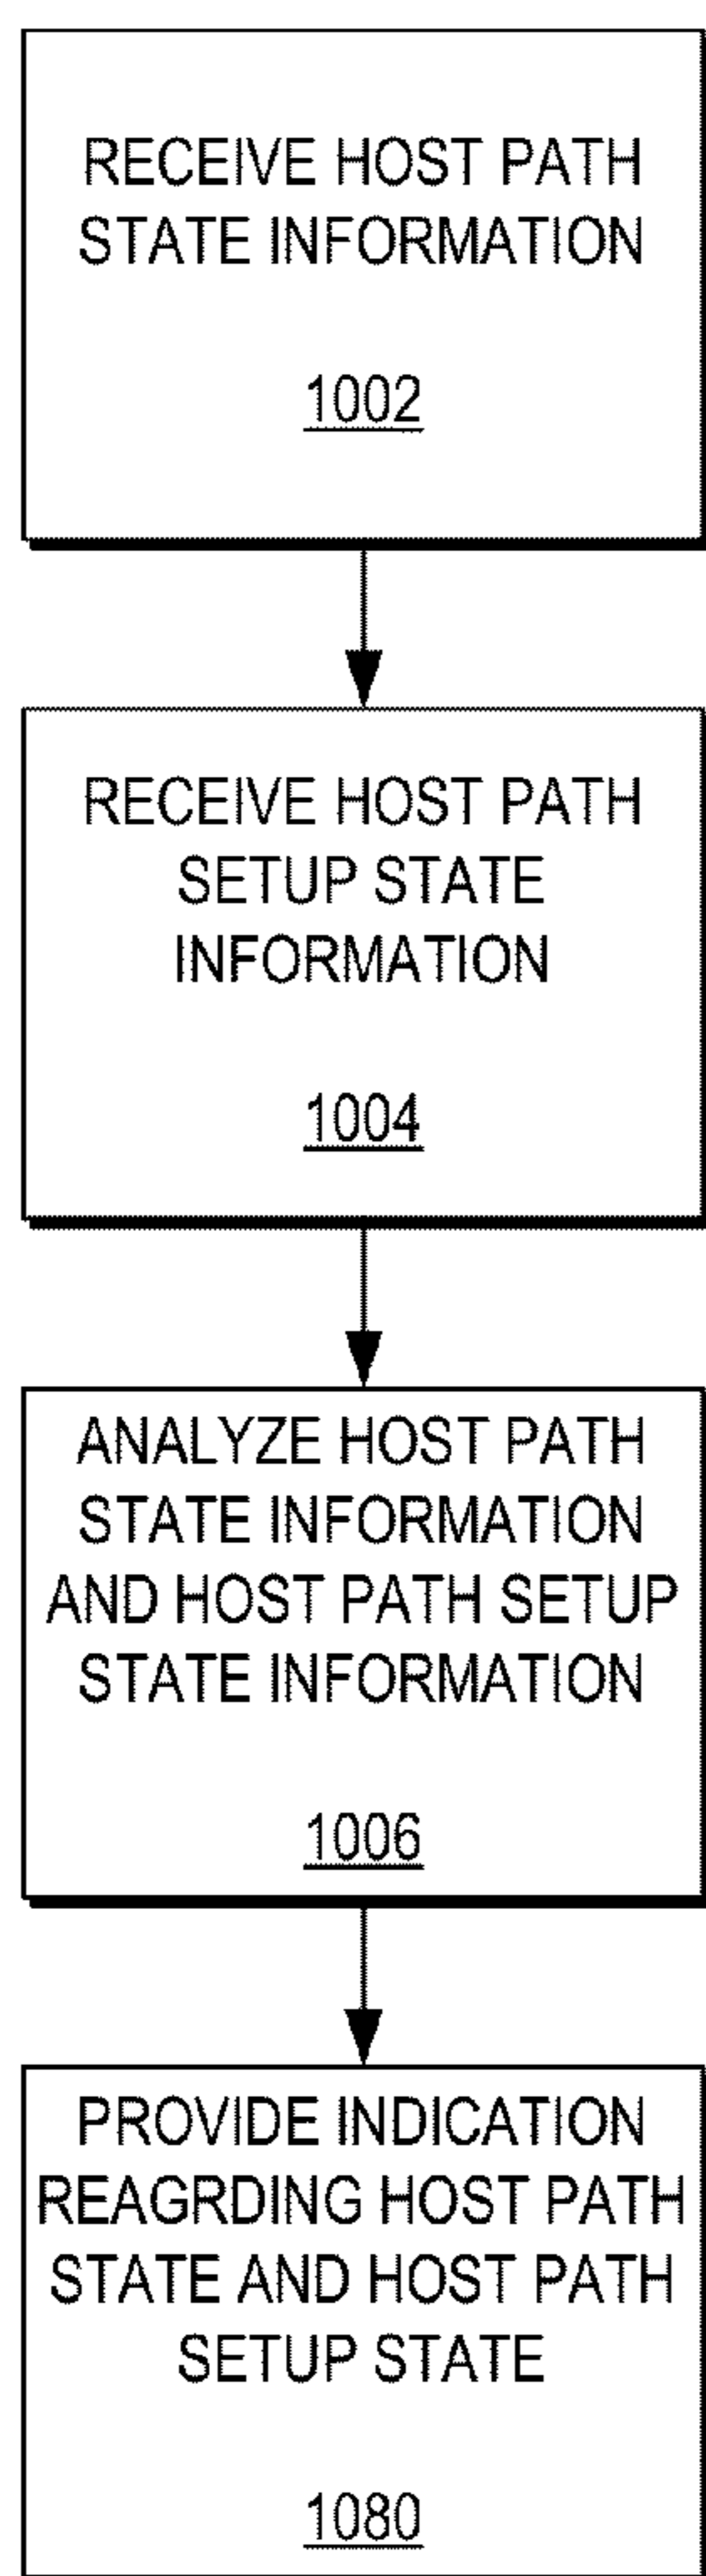 RECEIVE HOST PATH
STATE INFORMATION
1002
RECEIVE HOST PATH
SETUP STATE
INFORMATION
1004
ANALYZE HOST PATH
STATE INFORMATION
AND HOST PATH SETUP
STATE INFORMATION
1006
PROVIDE INDICATION
REAGRDING HOST PATH
STATE AND HOST PATH
SETUP STATE
1080